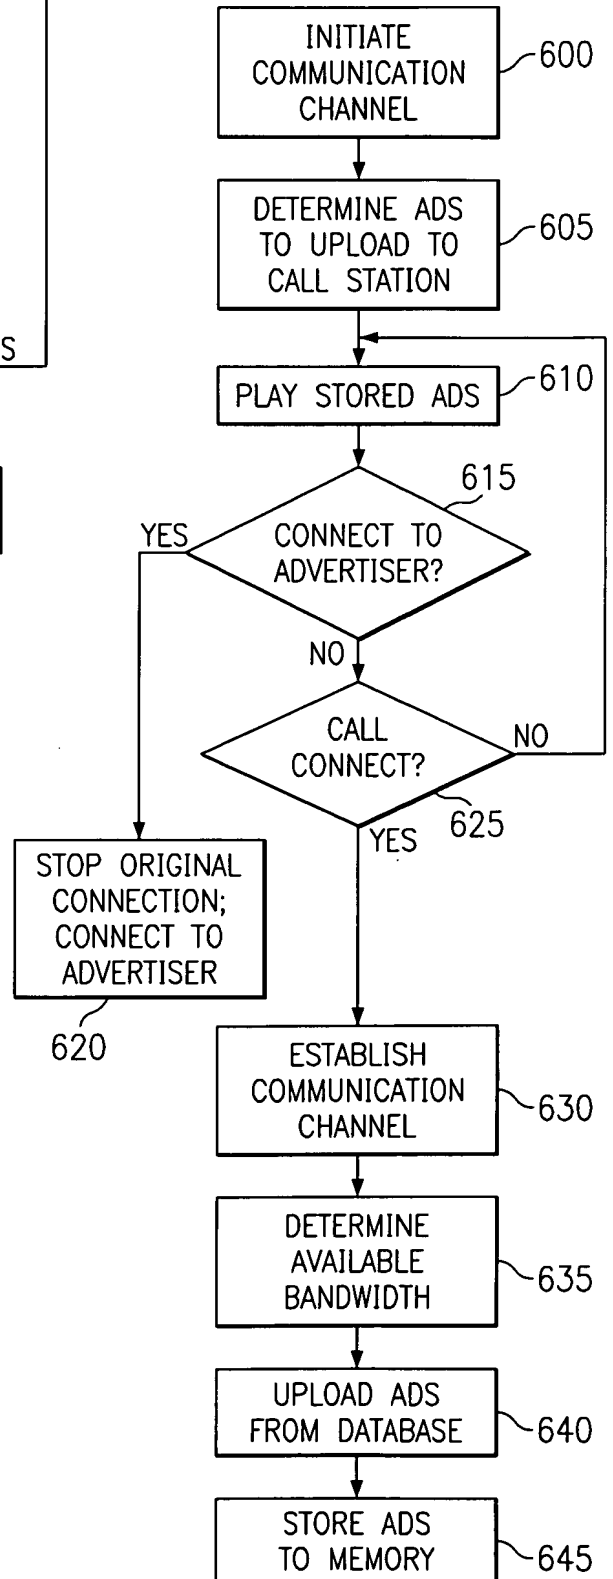 INITIATE
COMMUNICATION
CHANNEL
600
DETERMINE ADS
TO UPLOAD TO
CALL STATION
605
S
PLAY STORED ADS
610
615
CONNECT TO
ADVERTISER?
YES
NO
CALL
CONNECT?
NO
625
YES
STOP ORIGINAL
CONNECTION;
CONNECT TO
ADVERTISER
620
ESTABLISH
COMMUNICATION
CHANNEL
630
DETERMINE
AVAILABLE
BANDWIDTH
635
UPLOAD ADS
FROM DATABASE
640
STORE ADS
TO MEMORY
645